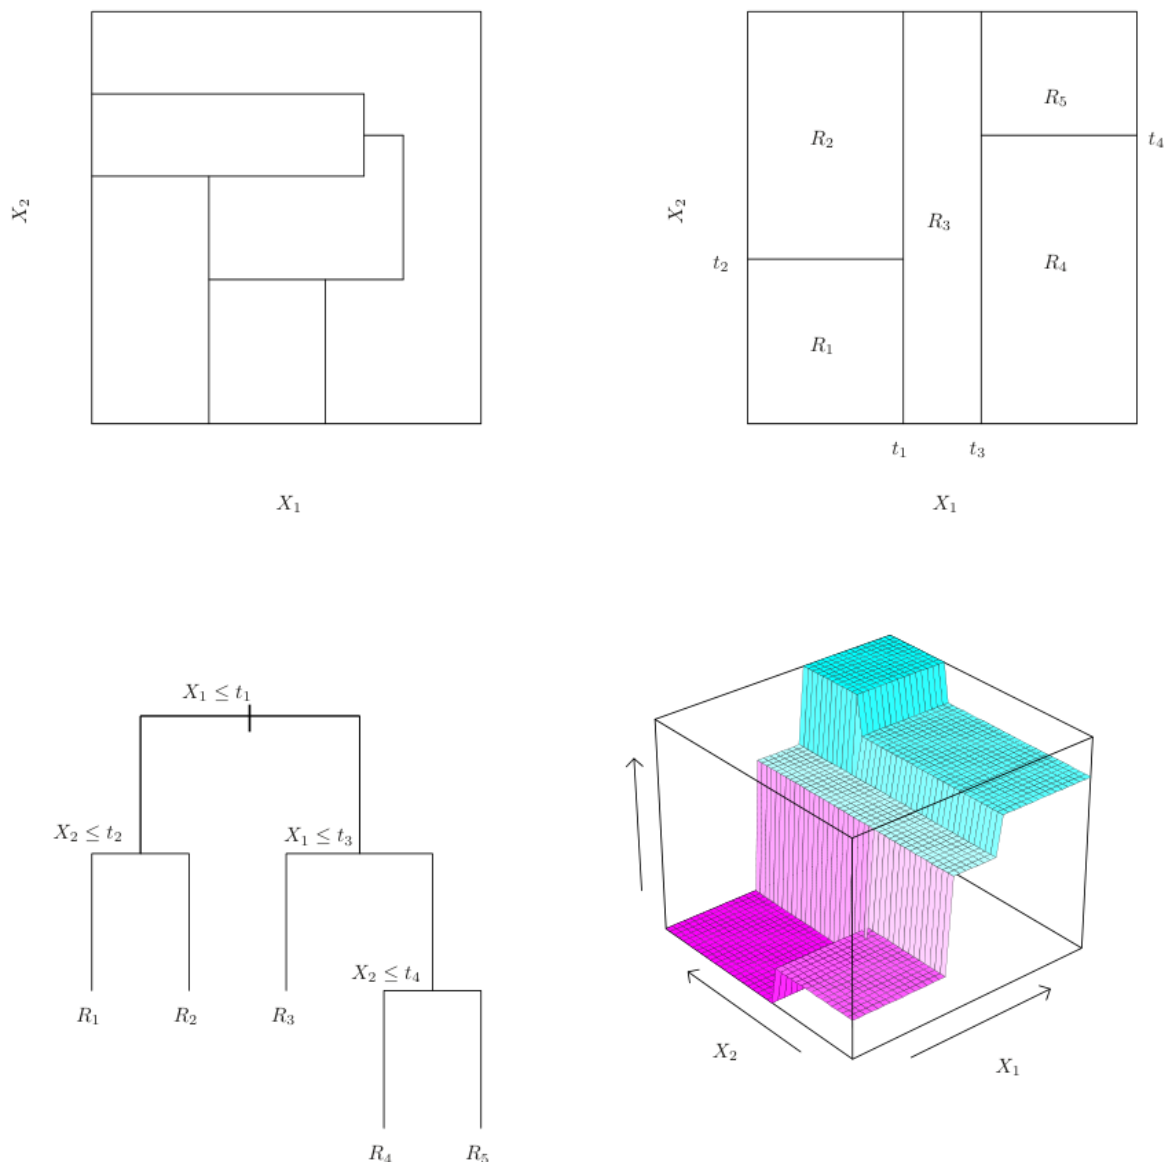 X₂
X₁
R₂
R₅
t₄
X₂
R₃
t₂
R₄
R₁
t₁
t₃
X₁
X₁ ≤ t₁
X₂ ≤ t₂
X₁ ≤ t₃
X₂ ≤ t₄
R₁
R₂
R₃
R₄
R₅
X₂
X₁